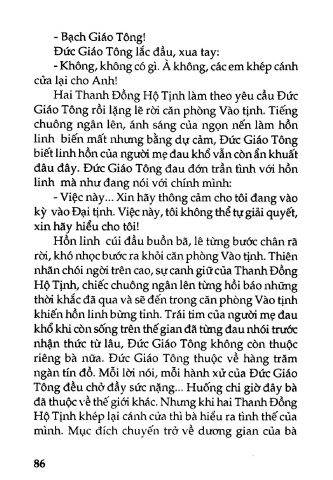 - Bạch Giáo Tông!
Đức Giáo Tông lắc đầu, xua tay:
- Không, không có gì. À không, các em khép cánh
cửa lại cho Anh!
Hai Thanh Đồng Hộ Tịnh làm theo yêu cầu Đức
Giáo Tông rồi lặng lẽ rời căn phòng Vào tịnh. Tiếng
chuông ngân lên, ánh sáng của ngọn nến làm hồn
linh biến mất nhưng bằng dự cảm, Đức Giáo Tông
biết linh hồn của người mẹ đau khổ vẫn còn ẩn khuất
đâu đây. Đức Giáo Tông đau đớn trần tình với hồn
linh mà như đang nói với chính mình:
- Việc này... Xin hãy thông cảm cho tôi đang vào
kỳ vào Đại tịnh. Việc này, tôi không thể tự giải quyết,
xin hãy hiểu cho tôi!
Hồn linh cúi đầu buồn bã, lê từng bước chân rã
rời, khó nhọc bước ra khỏi căn phòng Vào tịnh. Thiên
nhãn chói ngời trên cao, sự canh giữ của Thanh Đồng
Hộ Tịnh, chiếc chuông ngân lên từng hồi báo những
thời khắc đã qua và sẽ đến trong căn phòng Vào tịnh
khiến hồn linh bừng tỉnh. Trái tim của người mẹ đau
khổ khi còn sống trên thế gian đã từng đau nhói trước
nhận thức từ lâu, Đức Giáo Tông không còn thuộc
riêng bà nữa. Đức Giáo Tông thuộc về hàng trăm
ngàn tín đồ. Mỗi lời nói, mỗi hành xử của Đức Giáo
Tông đều chở đầy sức nặng... Huống chi giờ đây bà
đã thuộc về thế giới khác. Nhưng khi hai Thanh Đồng
Hộ Tịnh khép lại cánh cửa thì bà hiểu ra tình thế của
mình. Mục đích chuyến trở về dương gian của bà
86